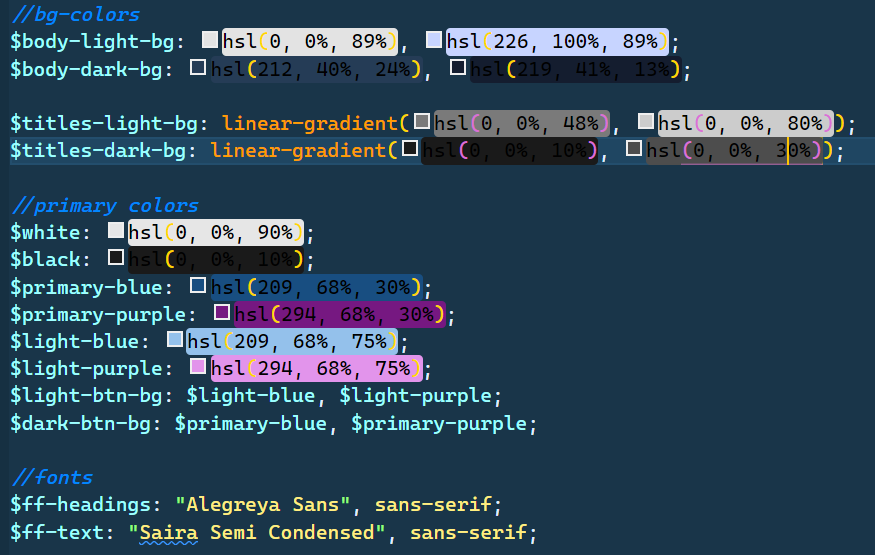 //bg-colors
$body-light-bg: hsl(0, 0%, 89%), hsl(226, 100%, 89%);
$body-dark-bg: hsl(212, 40%, 24%), hsl(219, 41%, 13%);
$titles-light-bg: linear-gradient(hsl(0, 0%, 48%), hsl(0, 0%, 80%));
$titles-dark-bg: linear-gradient(hsl(0, 0%, 10%), hsl(0, 0%, 30%));
//primary colors
$white: hsl(0, 0%, 90%);
$black: hsl(0, 0%, 10%);
$primary-blue: hsl(209, 68%, 30%);
$primary-purple: hsl(294, 68%, 30%);
$light-blue: hsl(209, 68%, 75%);
$light-purple: hsl(294, 68%, 75%);
$light-btn-bg: $light-blue, $light-purple;
$dark-btn-bg: $primary-blue, $primary-purple;
//fonts
$ff-headings: "Alegreya Sans", sans-serif;
$ff-text: "Saira Semi Condensed", sans-serif;